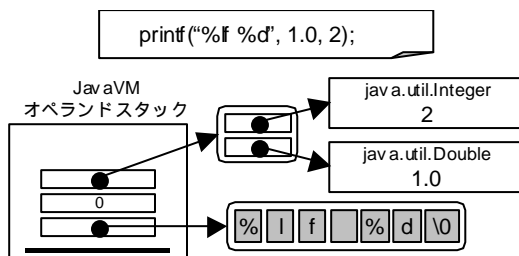 printf(“%lf %d”, 1.0, 2);
JavaVM
オペランドスタック
java.util.Integer
2
java.util.Double
1.0
0
% l f % d \0